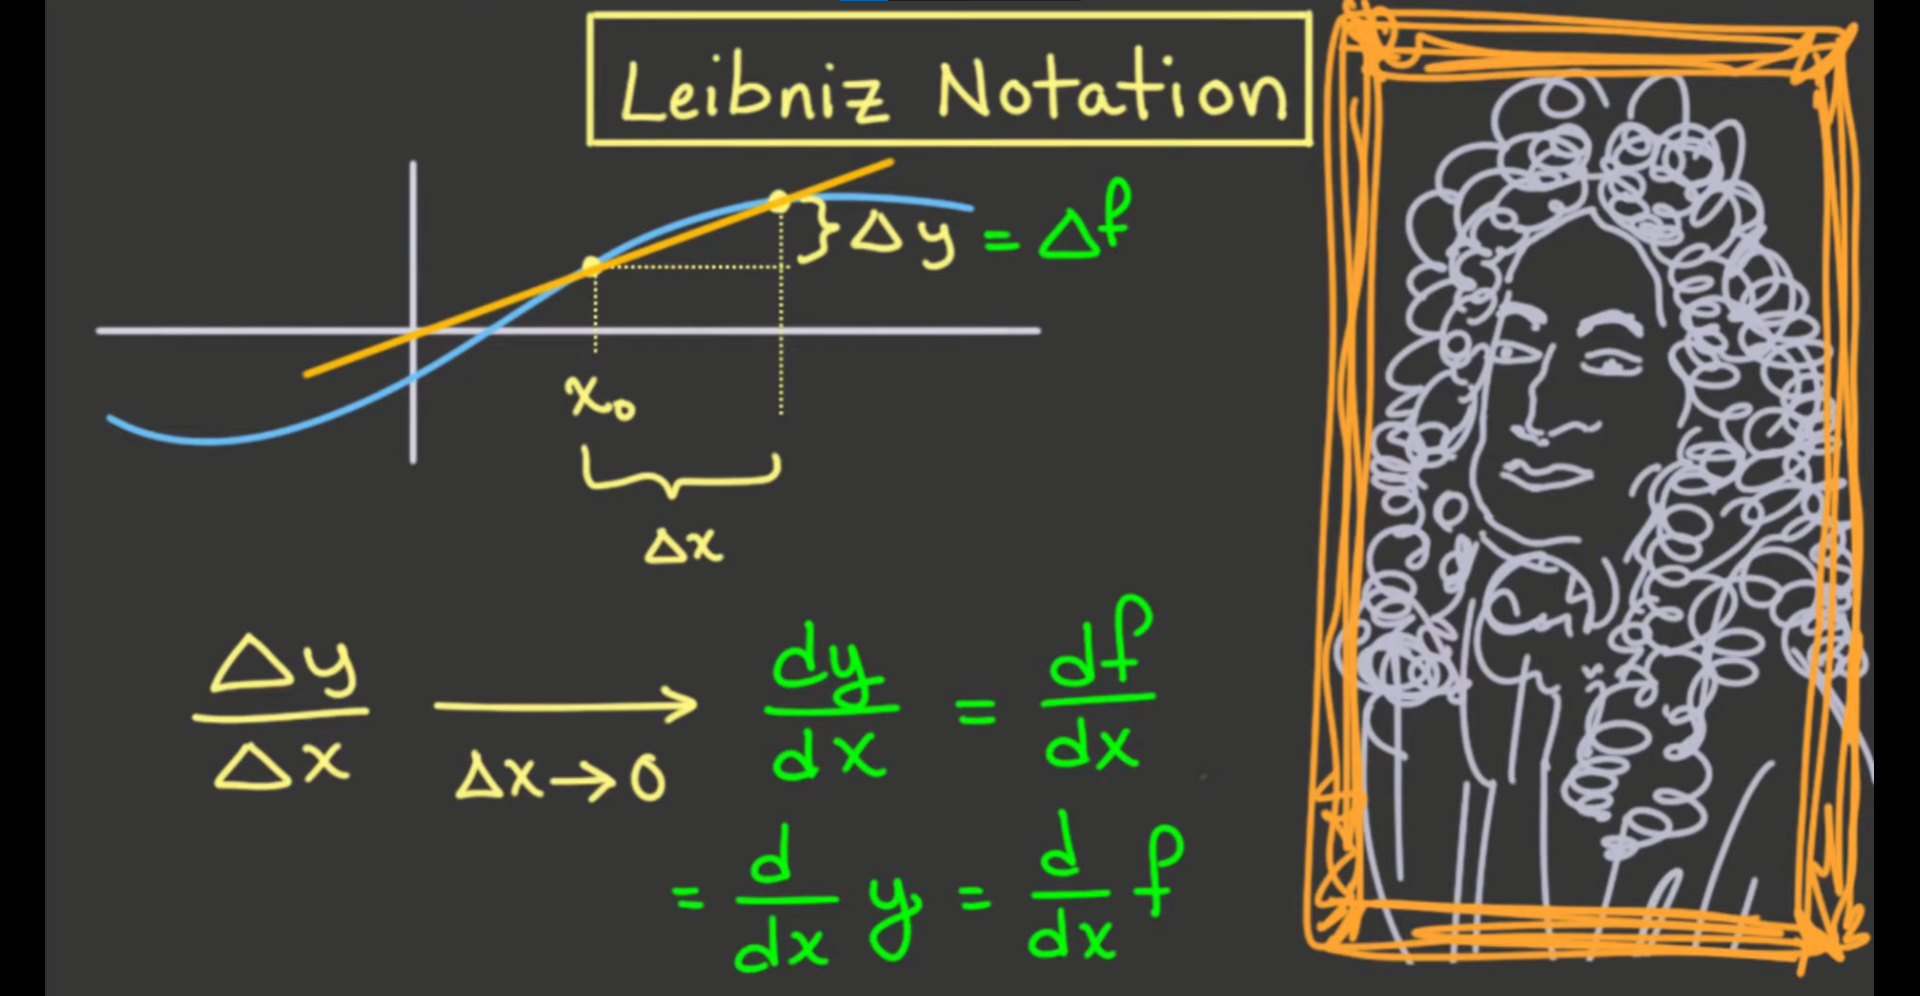 Leibniz Notation
} Δy = Δf
x₀
Δx
Δy/Δx ⟶ Δx→0 dy/dx = df/dx
= d/dx y = d/dx f